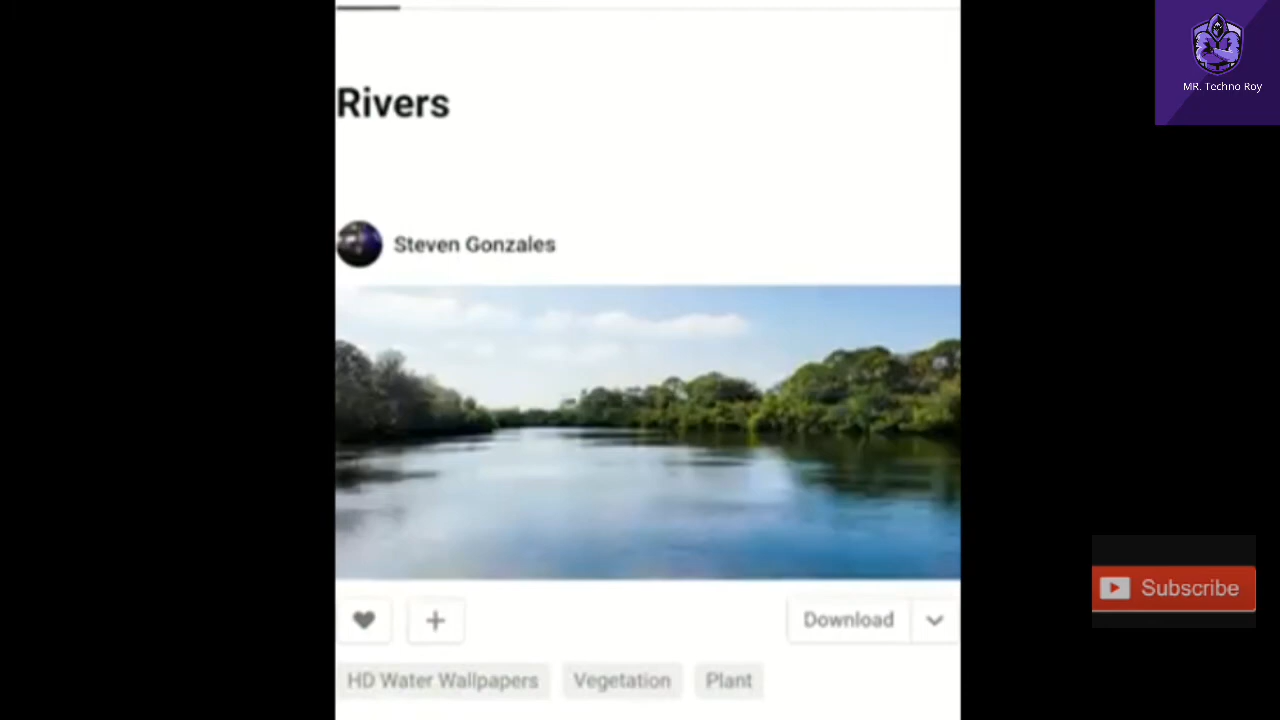 MR. Techno Roy
Rivers
Steven Gonzales
Subscribe
Download
HD Water Wallpapers
Vegetation
Plant